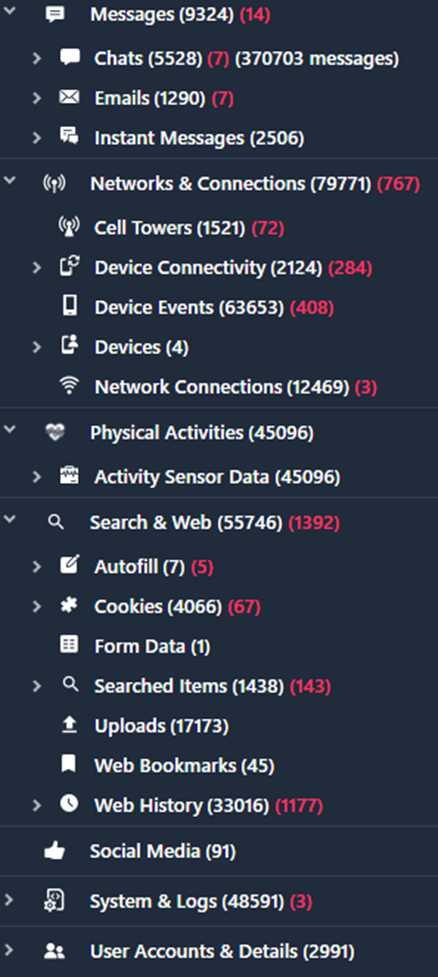 Messages (9324) (14)
Chats (5528) (7) (370703 messages)
Emails (1290) (7)
Instant Messages (2506)
Networks & Connections (79771) (767)
Cell Towers (1521) (72)
Device Connectivity (2124) (284)
Device Events (63653) (408)
Devices (4)
Network Connections (12469) (3)
Physical Activities (45096)
Activity Sensor Data (45096)
Search & Web (55746) (1392)
Autofill (7) (5)
Cookies (4066) (67)
Form Data (1)
Searched Items (1438) (143)
Uploads (17173)
Web Bookmarks (45)
Web History (33016) (1177)
Social Media (91)
System & Logs (48591) (3)
User Accounts & Details (2991)